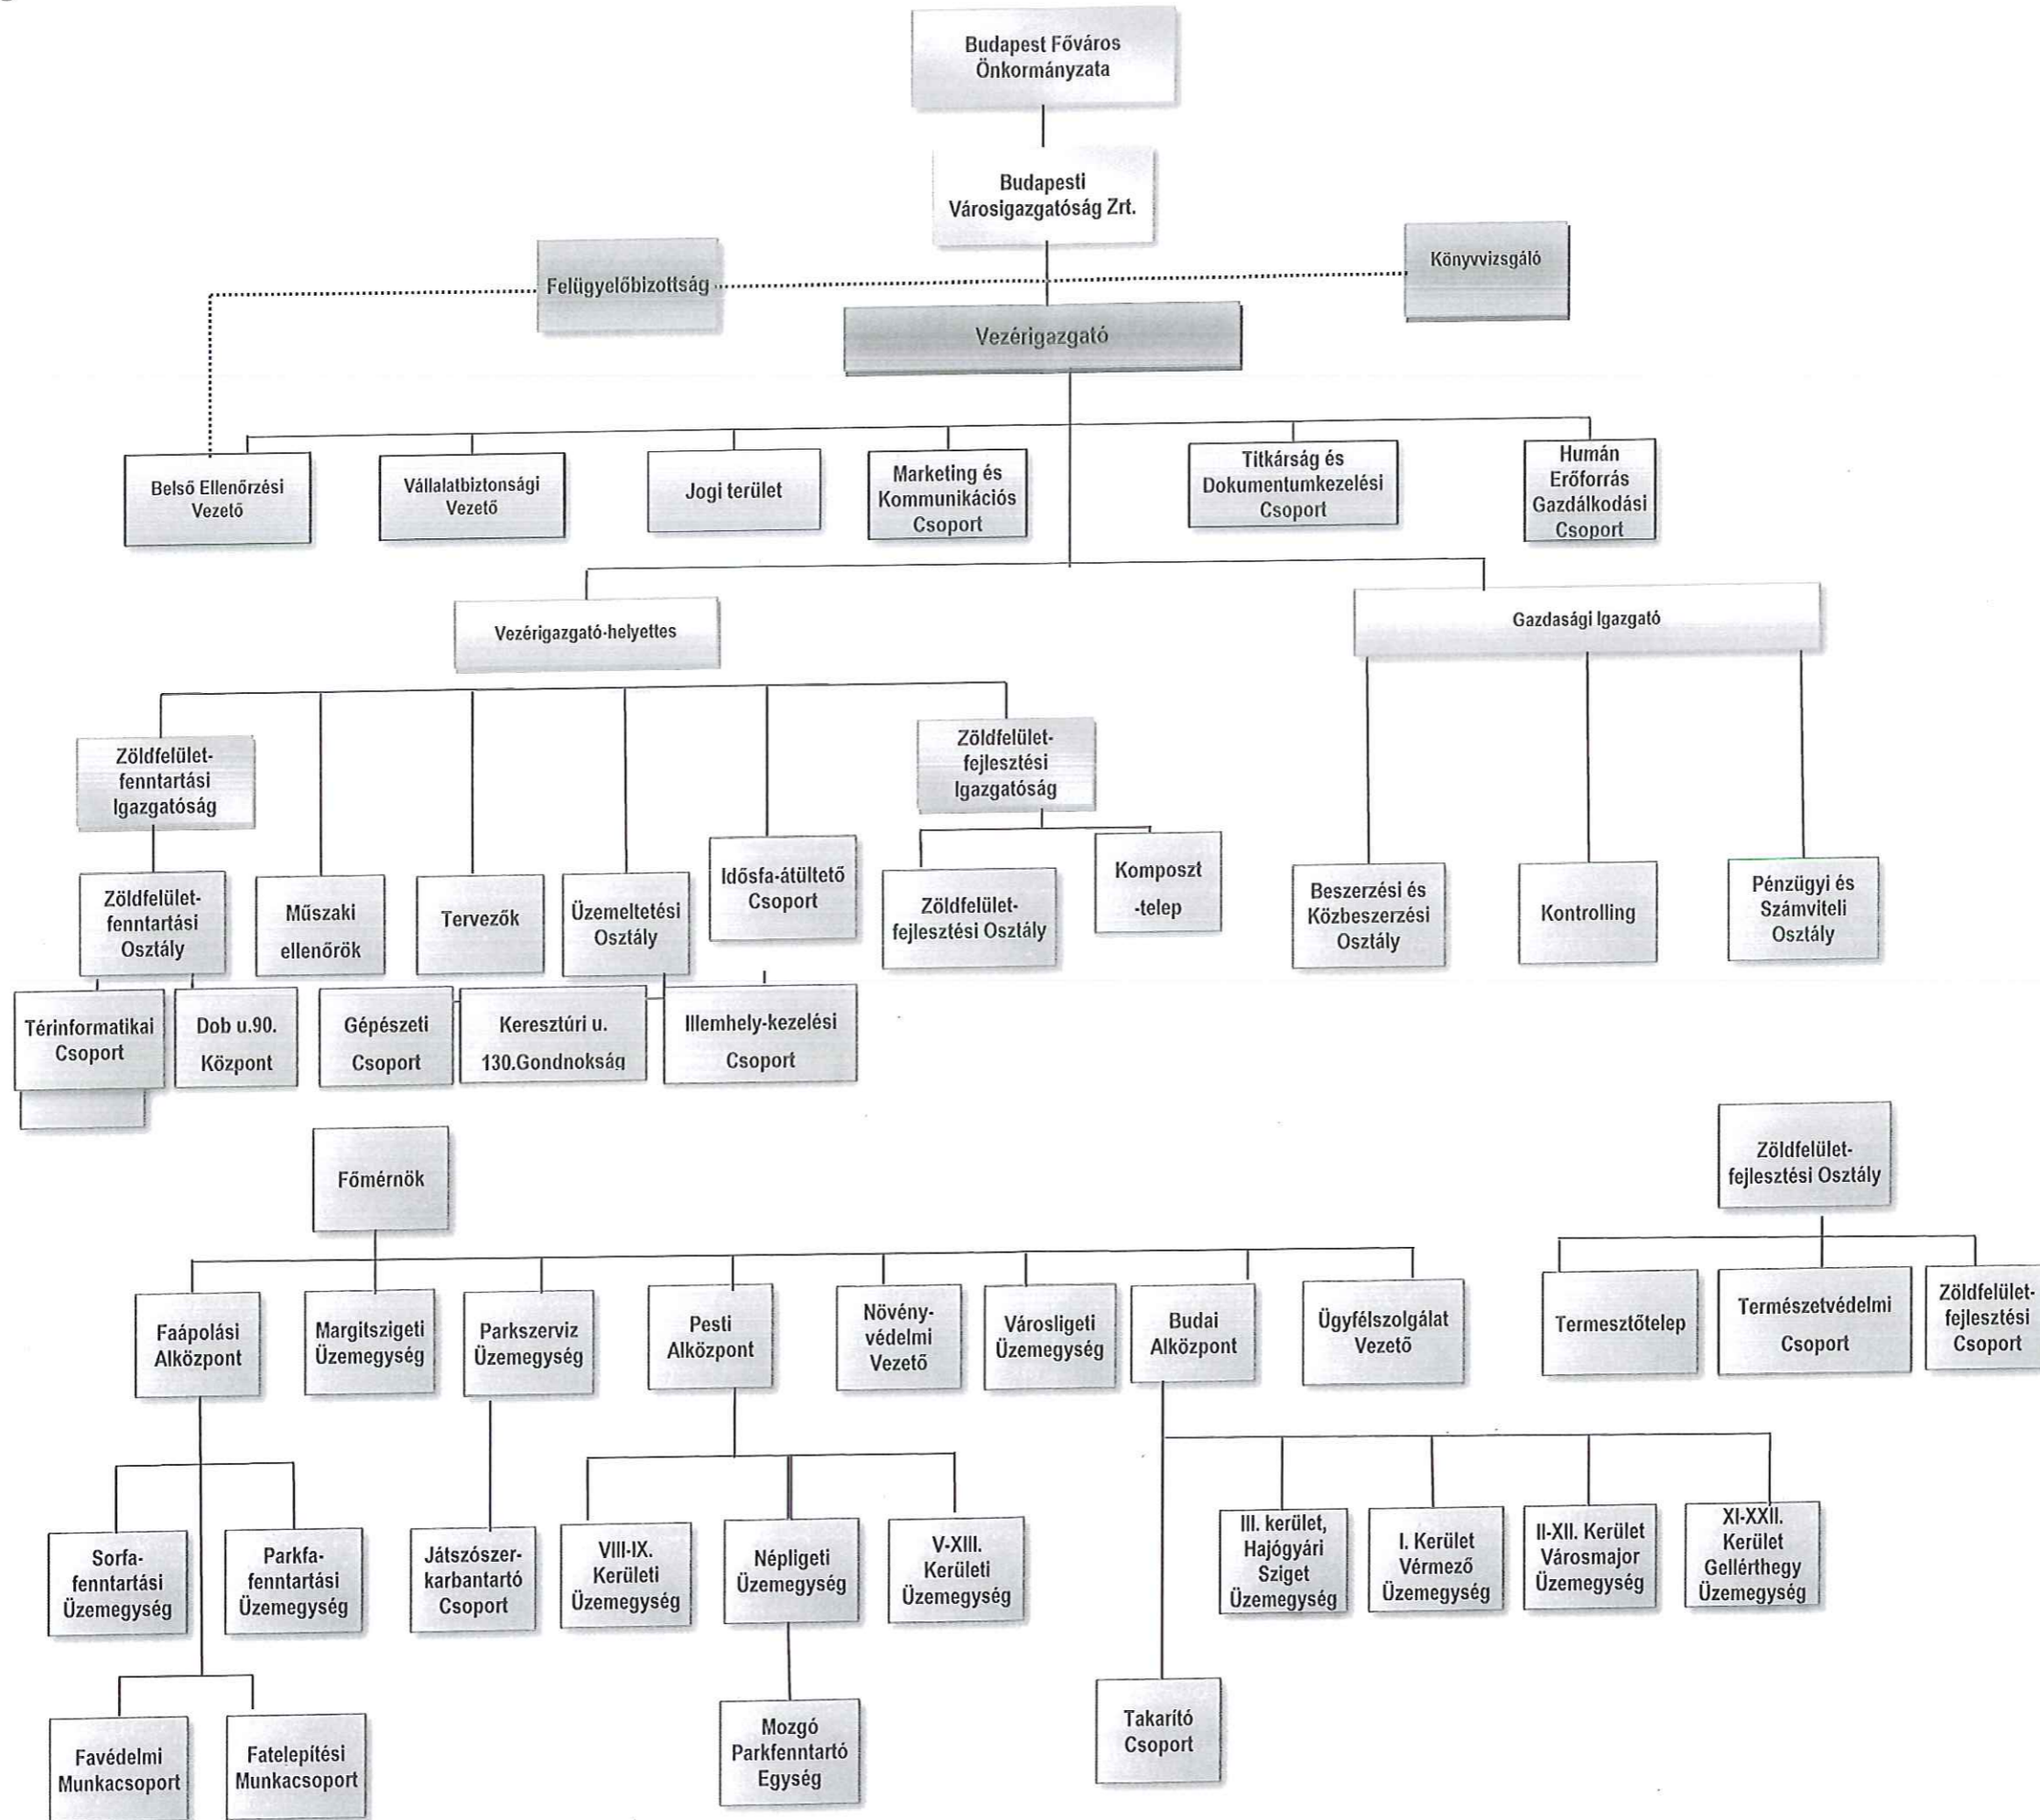 Budapest Főváros
Önkormányzata
Budapesti
Városigazgatóság Zrt.
Felügyelőbizottság
Könyvvizsgáló
Vezérigazgató
Belső Ellenőrzési
Vezető
Vállalatbiztonsági
Vezető
Jogi terület
Marketing és
Kommunikációs
Csoport
Titkárság és
Dokumentumkezelési
Csoport
Humán
Erőforrás
Gazdálkodási
Csoport
Vezérigazgató-helyettes
Gazdasági Igazgató
Zöldfelület-
fenntartási
Igazgatóság
Zöldfelület-
fejlesztési
Igazgatóság
Zöldfelület-
fenntartási
Osztály
Műszaki
ellenőrök
Tervezők
Üzemeltetési
Osztály
Idősfa-átültető
Csoport
Zöldfelület-
fejlesztési Osztály
Komposzt
-telep
Beszerzési és
Közbeszerzési
Osztály
Kontrolling
Pénzügyi és
Számviteli
Osztály
Térinformatikai
Csoport
Dob u.90.
Központ
Gépészeti
Csoport
Keresztúri u.
130.Gondnokság
Illemhely-kezelési
Csoport
Főmérnök
Zöldfelület-
fejlesztési Osztály
Faápolási
Alközpont
Margitszigeti
Üzemegység
Parkszerviz
Üzemegység
Pesti
Alközpont
Növény-
védelmi
Vezető
Városligeti
Üzemegység
Budai
Alközpont
Ügyfélszolgálat
Vezető
Termesztőtelep
Természetvédelmi
Csoport
Zöldfelület-
fejlesztési
Csoport
Sorfa-
fenntartási
Üzemegység
Parkfa-
fenntartási
Üzemegység
Játszószer-
karbantartó
Csoport
VIII-IX.
Kerületi
Üzemegység
Népligeti
Üzemegység
V-XIII.
Kerületi
Üzemegység
III. kerület,
Hajógyári
Sziget
Üzemegység
I. Kerület
Vérmező
Üzemegység
II-XII. Kerület
Városmajor
Üzemegység
XI-XXII.
Kerület
Gellérthegy
Üzemegység
Favédelmi
Munkacsoport
Fatelepítési
Munkacsoport
Mozgó
Parkfenntartó
Egység
Takarító
Csoport